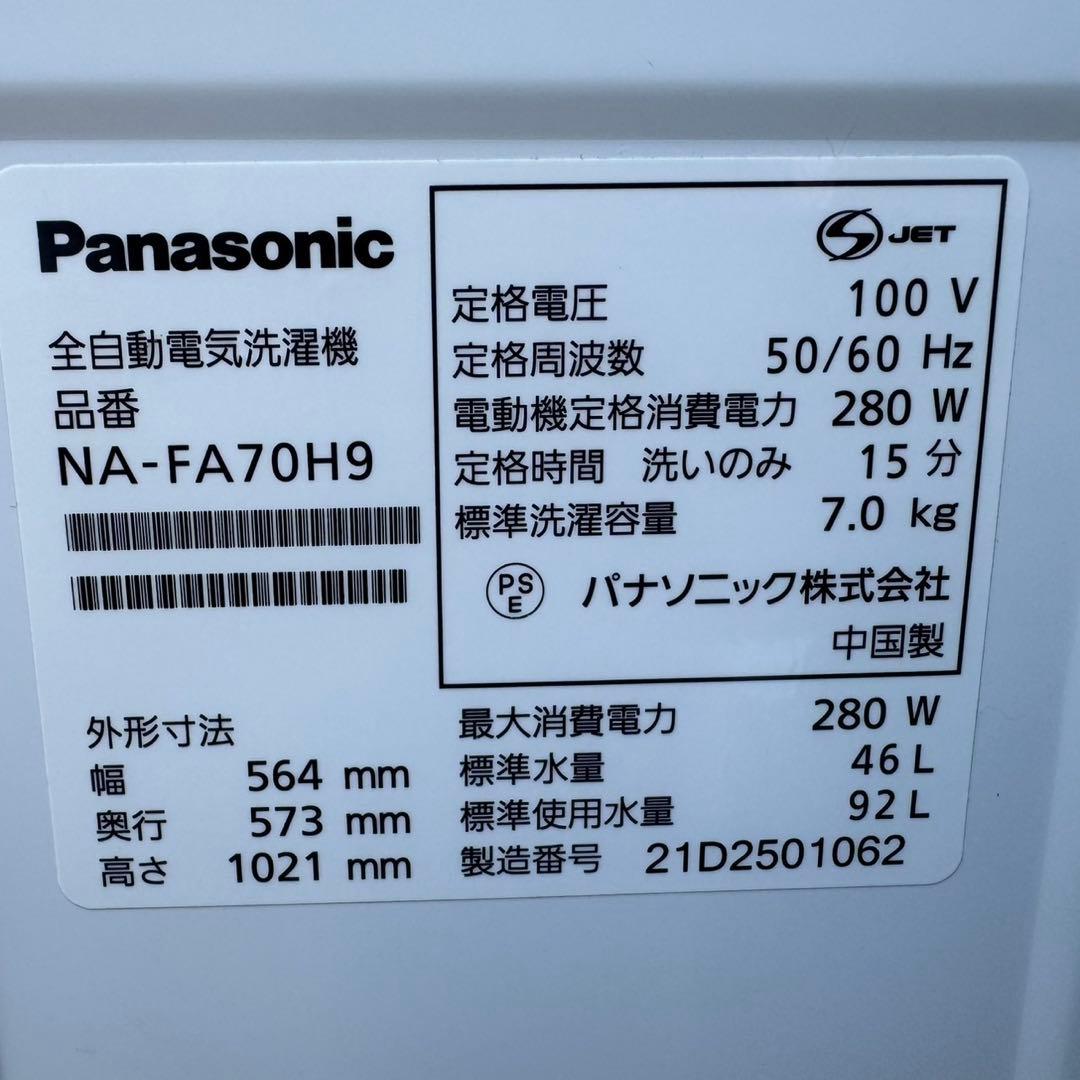 Panasonic
全自動電気洗濯機
品番
NA-FA70H9
外形寸法
幅 564 mm
奥行 573 mm
高さ 1021 mm
S JET
定格電圧 100 V
定格周波数 50/60 Hz
電動機定格消費電力 280 W
定格時間 洗いのみ 15 分
標準洗濯容量 7.0 kg
PSE パナソニック株式会社
中国製
最大消費電力 280 W
標準水量 46 L
標準使用水量 92 L
製造番号 21D2501062